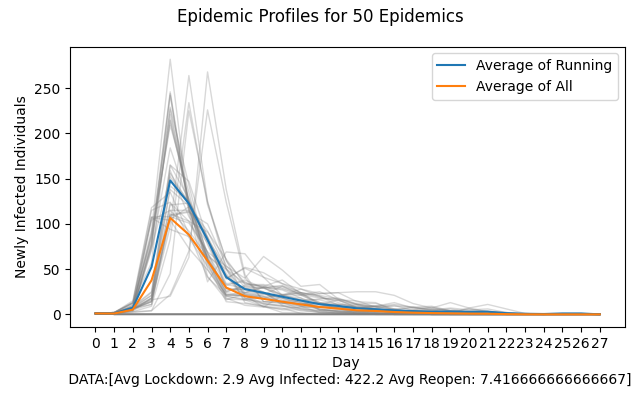 Epidemic Profiles for 50 Epidemics
Average of Running
Average of All
Newly Infected Individuals
250
200
150
100
50
0
0 1 2 3 4 5 6 7 8 9 10 11 12 13 14 15 16 17 18 19 20 21 22 23 24 25 26 27
Day
DATA:[Avg Lockdown: 2.9 Avg Infected: 422.2 Avg Reopen: 7.416666666666667]